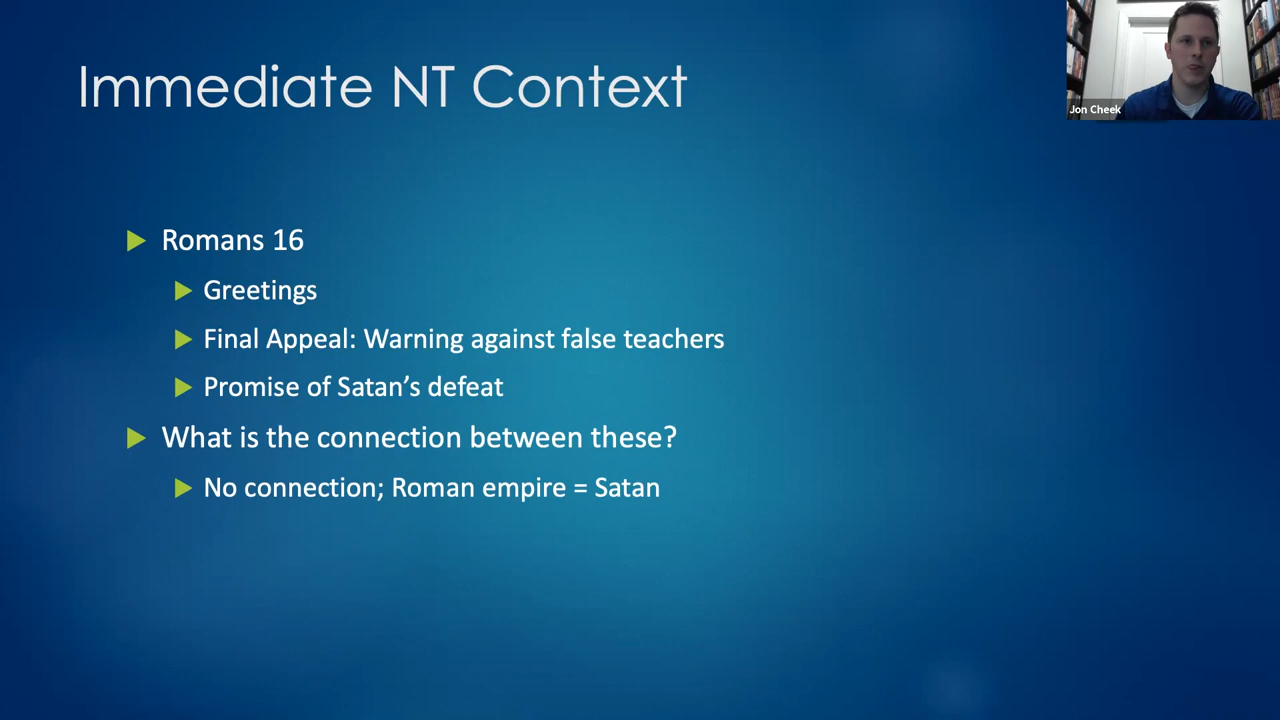 Immediate NT Context
Jon Cheek
Romans 16
Greetings
Final Appeal: Warning against false teachers
Promise of Satan’s defeat
What is the connection between these?
No connection; Roman empire = Satan